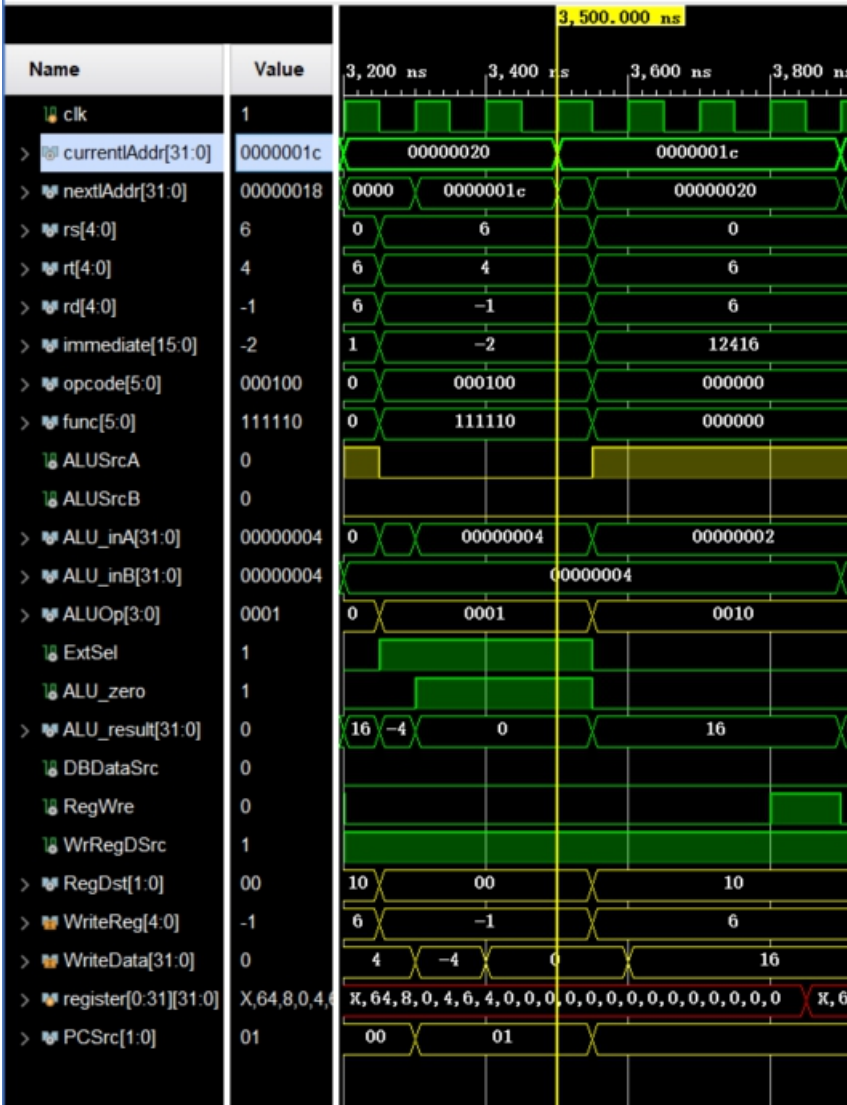 3,500.000 ns
Name Value 3,200 ns 3,400 ns 3,600 ns 3,800 n
clk 1
currentIAddr[31:0] 0000001c 00000020 0000001c
nextIAddr[31:0] 00000018 0000 0000001c 00000020
rs[4:0] 6 0 6 0
rt[4:0] 4 6 4 6
rd[4:0] -1 6 -1 6
immediate[15:0] -2 1 -2 12416
opcode[5:0] 000100 0 000100 000000
func[5:0] 111110 0 111110 000000
ALUSrcA 0
ALUSrcB 0
ALU_inA[31:0] 00000004 0 00000004 00000002
ALU_inB[31:0] 00000004 00000004
ALUOp[3:0] 0001 0 0001 0010
ExtSel 1
ALU_zero 1
ALU_result[31:0] 0 16 -4 0 16
DBDataSrc 0
RegWre 0
WrRegDSrc 1
RegDst[1:0] 00 10 00 10
WriteReg[4:0] -1 6 -1 6
WriteData[31:0] 0 4 -4 0 16
register[0:31][31:0] X,64,8,0,4,6 X,64,8,0,4,6,4,0,0,0,0,0,0,0,0,0,0,0,0,0 X,6
PCSrc[1:0] 01 00 01